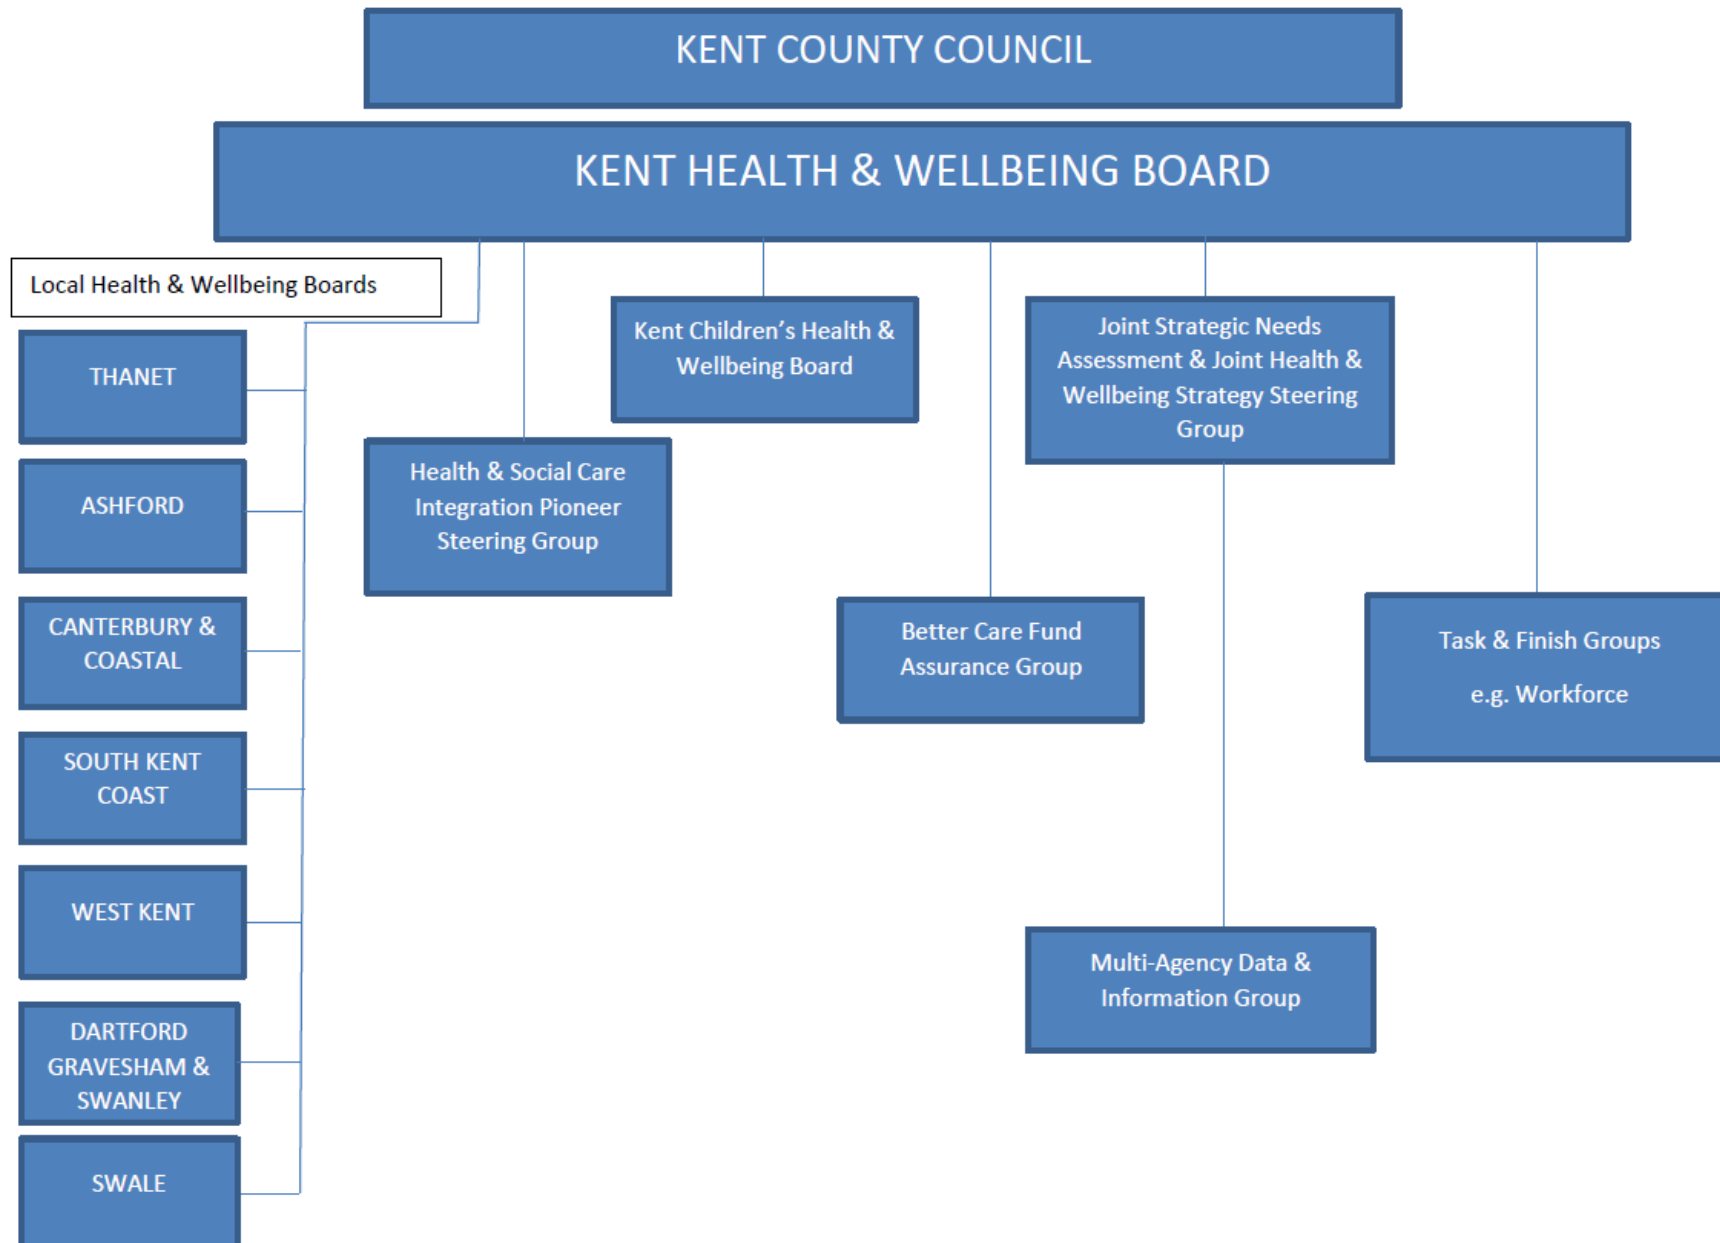 KENT COUNTY COUNCIL
KENT HEALTH & WELLBEING BOARD
Local Health & Wellbeing Boards
THANET
ASHFORD
CANTERBURY &
COASTAL
SOUTH KENT
COAST
WEST KENT
DARTFORD
GRAVESHAM &
SWANLEY
SWALE
Health & Social Care
Integration Pioneer
Steering Group
Kent Children’s Health &
Wellbeing Board
Better Care Fund
Assurance Group
Joint Strategic Needs
Assessment & Joint Health &
Wellbeing Strategy Steering
Group
Multi-Agency Data &
Information Group
Task & Finish Groups
e.g. Workforce